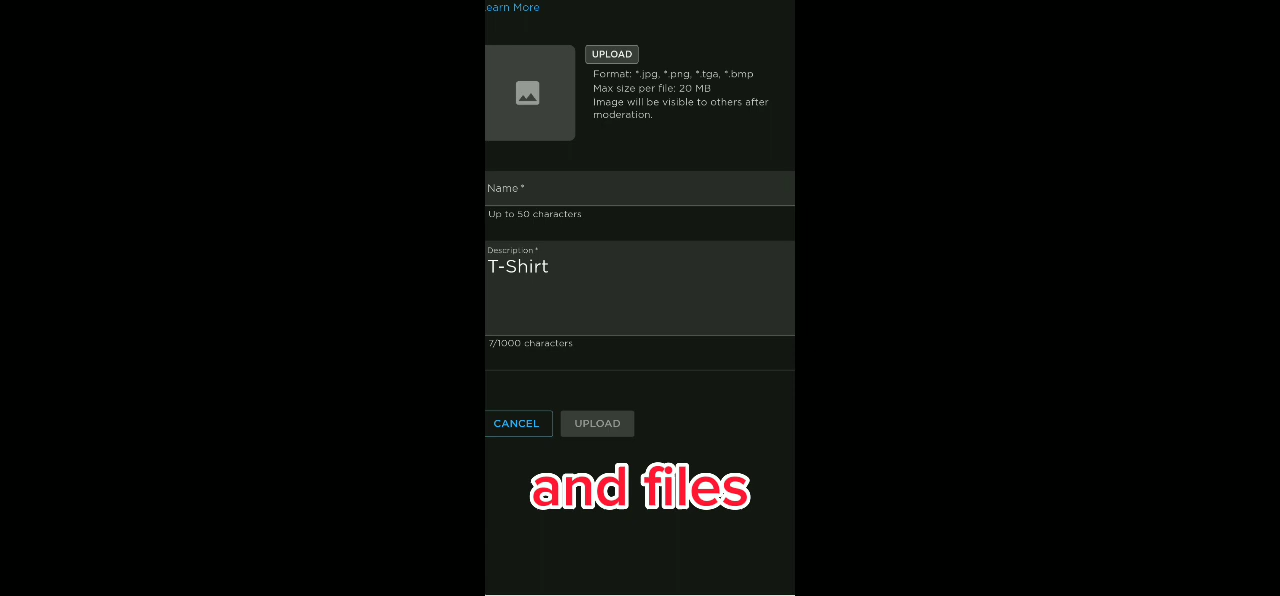 earn More
UPLOAD
Format: *.jpg, *.png, *.tga, *.bmp
Max size per file: 20 MB
Image will be visible to others after
moderation.
Name *
Up to 50 characters
Description *
T-Shirt
7/1000 characters
CANCEL
UPLOAD
and files